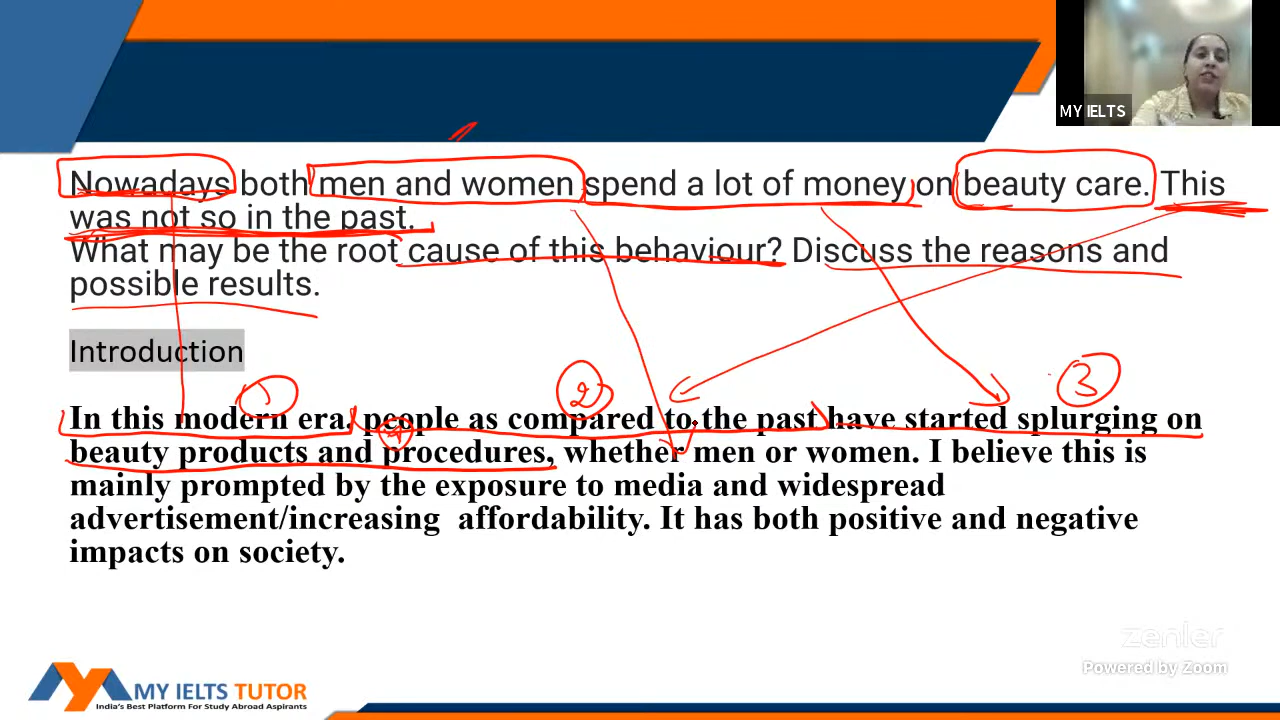 MY IELTS
Nowadays both men and women spend a lot of money on beauty care. This
was not so in the past.
What may be the root cause of this behaviour? Discuss the reasons and
possible results.
Introduction
1
2
3
In this modern era, people as compared to the past have started splurging on
beauty products and procedures, whether men or women. I believe this is
mainly prompted by the exposure to media and widespread
advertisement/increasing affordability. It has both positive and negative
impacts on society.
zenler
Powered by Zoom
MY IELTS TUTOR
India's Best Platform For Study Abroad Aspirants